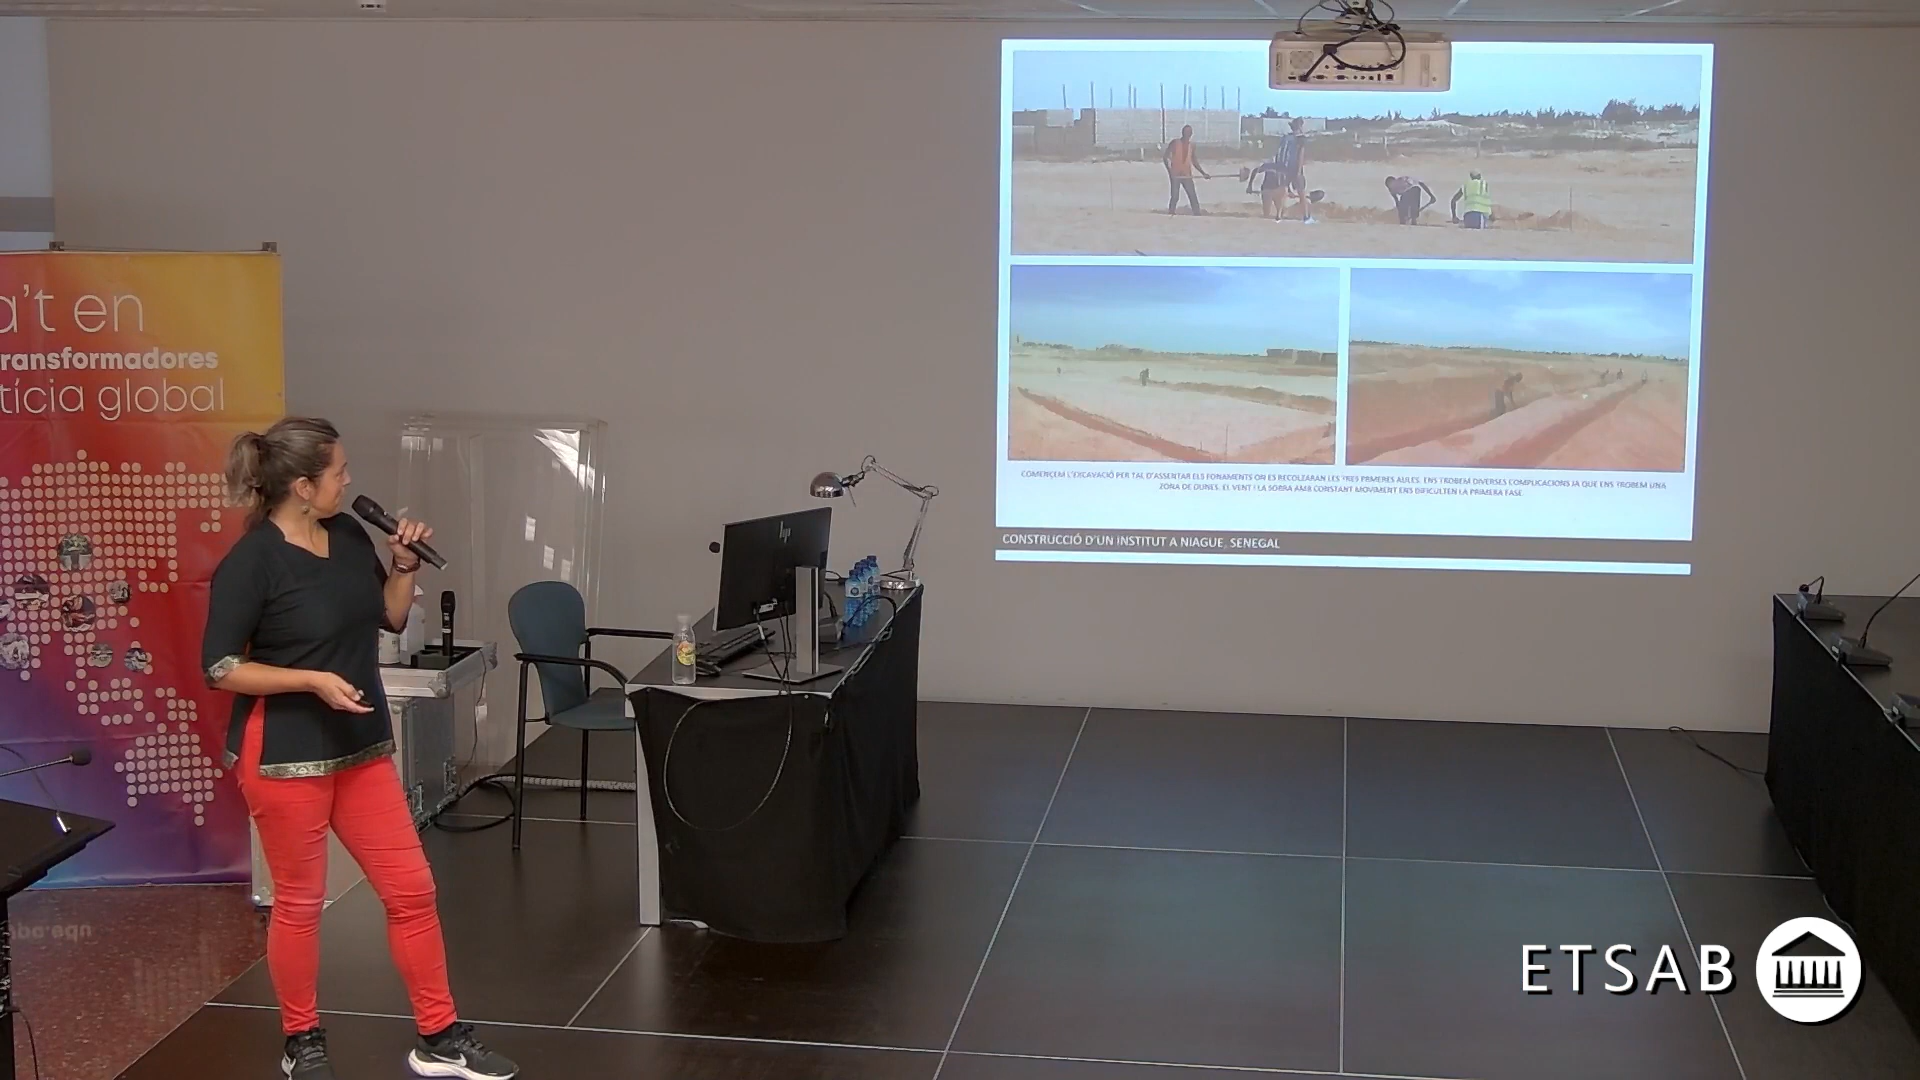 a't en
ransformadores
tícia global
COMENÇEM L'EXCAVACIÓ PER TAL D'ASSENTAR ELS FONAMENTS ON ES RECOLZARAN LES TRES PRIMERES AULES. ENS TROBEM DIVERSES COMPLICACIONS JA QUE ENS TROBEM UNA
ZONA DE DUNES. EL VENT I LA SORRA AMB CONSTANT MOVIMENT ENS DIFICULTEN LA PRIMERA FASE.
CONSTRUCCIÓ D'UN INSTITUT A NIAGUE, SENEGAL
hp
ETSAB